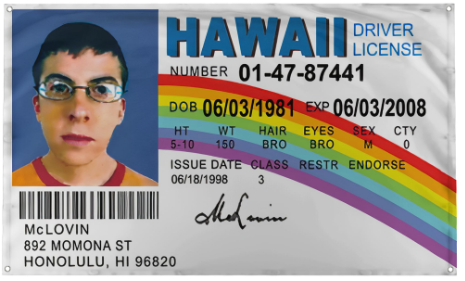 HAWAII DRIVER LICENSE
NUMBER 01-47-87441
DOB 06/03/1981 EXP 06/03/2008
HT WT HAIR EYES SEX CTY
5-10 150 BRO BRO M 0
ISSUE DATE CLASS RESTR ENDORSE
06/18/1998 3
McLovin
McLOVIN
892 MOMONA ST
HONOLULU, HI 96820